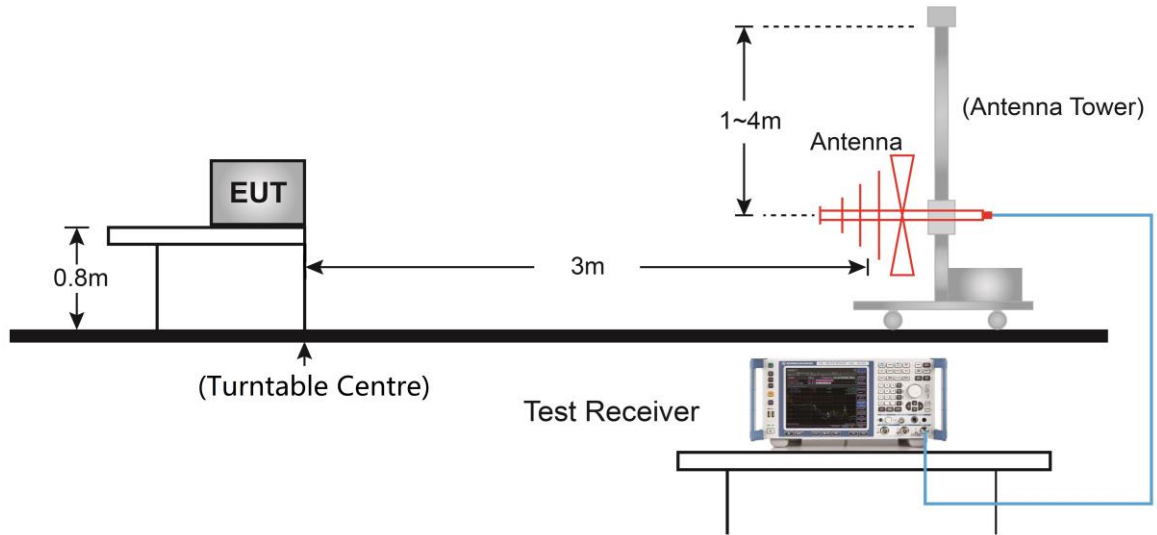 1~4m
(Antenna Tower)
Antenna
EUT
0.8m
3m
(Turntable Centre)
Test Receiver